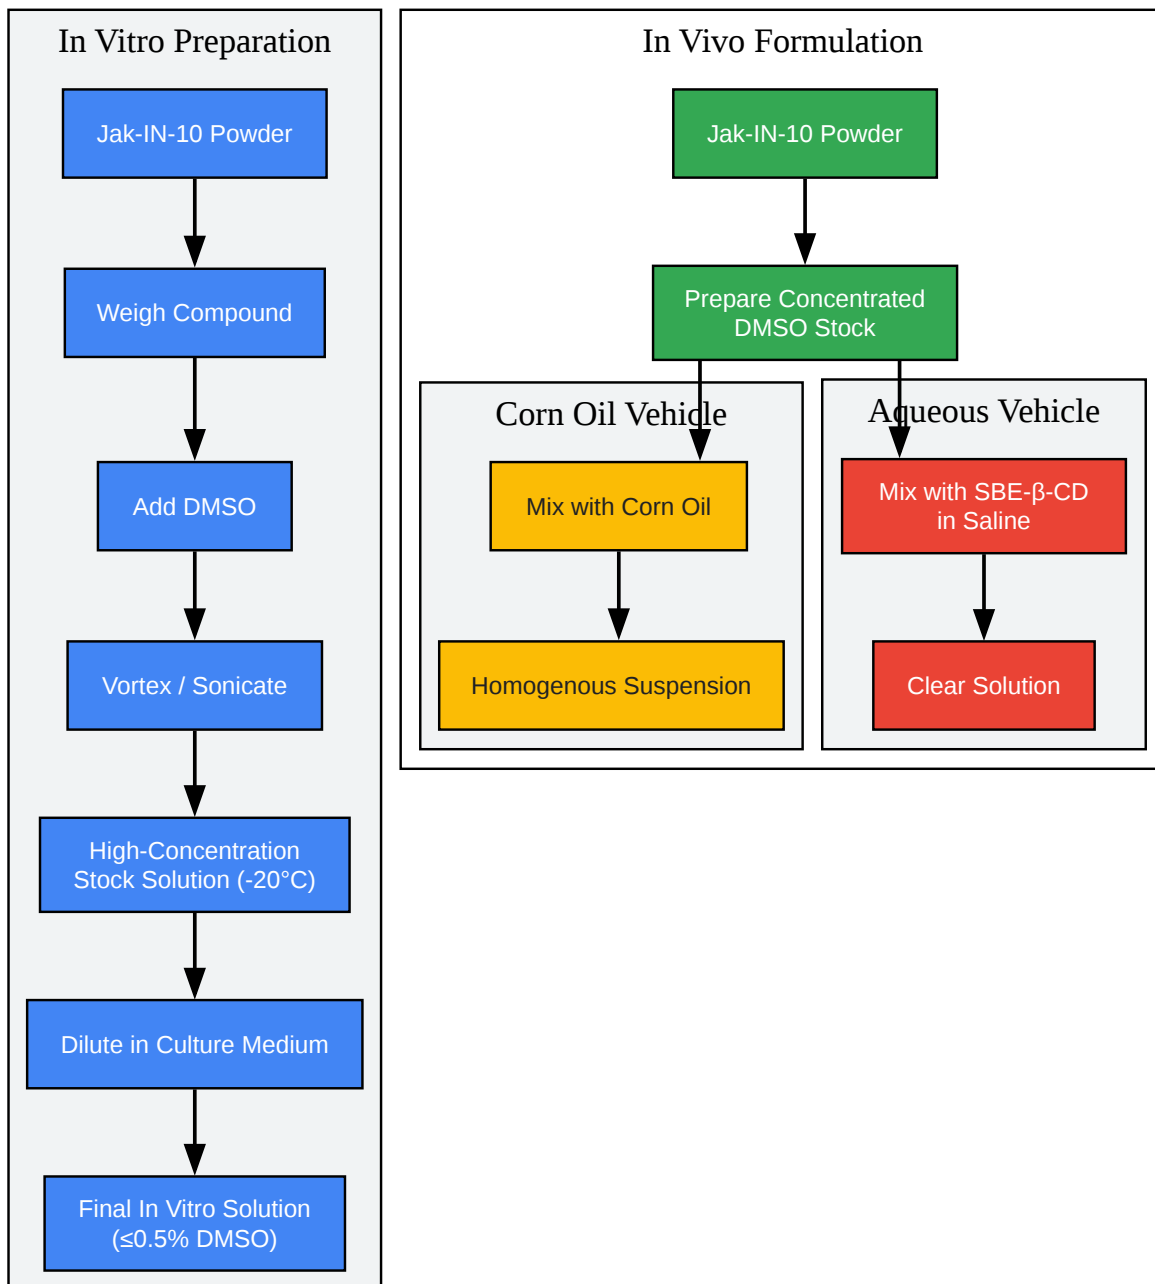 In Vitro Preparation
Jak-IN-10 Powder
Weigh Compound
Add DMSO
Vortex / Sonicate
High-Concentration
Stock Solution (-20°C)
Dilute in Culture Medium
Final In Vitro Solution
(≤0.5% DMSO)
In Vivo Formulation
Jak-IN-10 Powder
Prepare Concentrated
DMSO Stock
Corn Oil Vehicle
Mix with Corn Oil
Homogenous Suspension
Aqueous Vehicle
Mix with SBE-β-CD
in Saline
Clear Solution